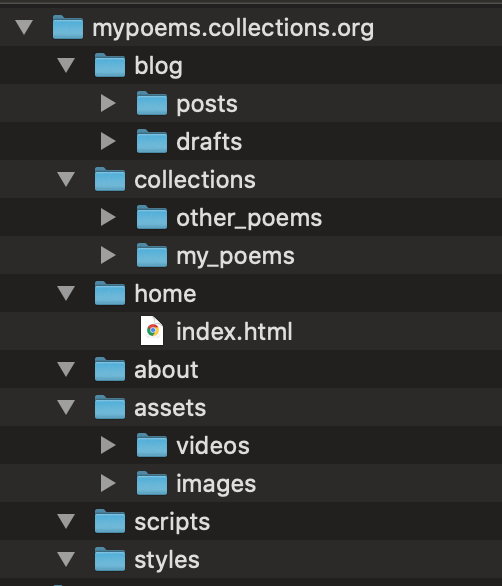 mypoems.collections.org
blog
posts
drafts
collections
other_poems
my_poems
home
index.html
about
assets
videos
images
scripts
styles